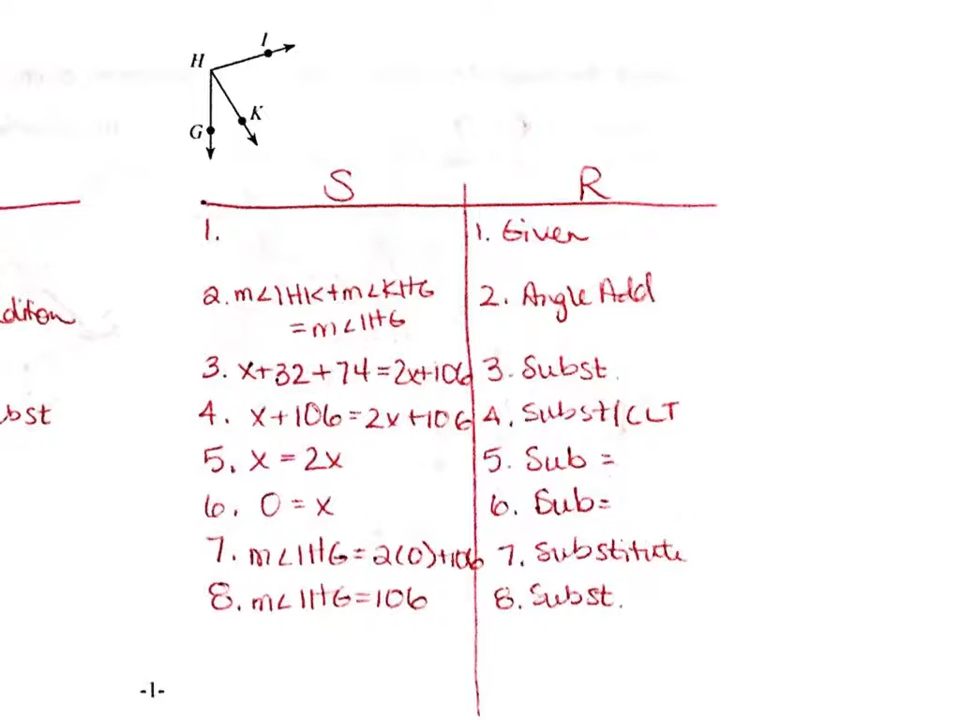 I
H
K
G
S R
1. 1. Given
2. m∠IHK+m∠KHG 2. Angle Add
= m∠IHG
dition
3. x+32+74=2x+106 3. Subst.
4. x+106=2x+106 4. Subst/CLT
ubst
5. x = 2x 5. Sub =
6. 0 = x 6. Sub=
7. m∠IHG=2(0)+106 7. Substitute
8. m∠IHG=106 8. Subst.
-1-